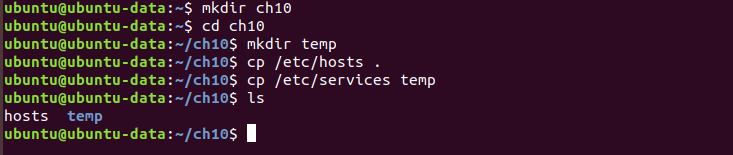 ubuntu@ubuntu-data:~$ mkdir ch10
ubuntu@ubuntu-data:~$ cd ch10
ubuntu@ubuntu-data:~/ch10$ mkdir temp
ubuntu@ubuntu-data:~/ch10$ cp /etc/hosts .
ubuntu@ubuntu-data:~/ch10$ cp /etc/services temp
ubuntu@ubuntu-data:~/ch10$ ls
hosts  temp
ubuntu@ubuntu-data:~/ch10$